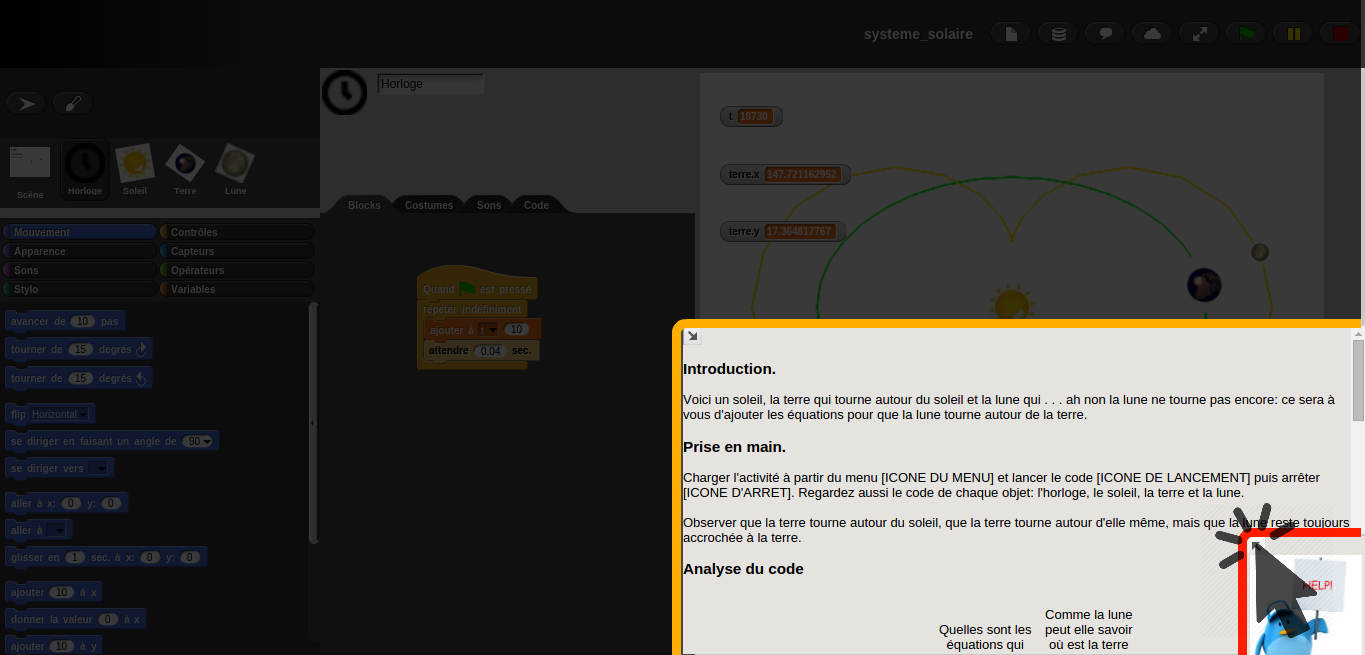 systeme_solaire
Horloge
t 18730
terre.x 147.721162952
terre.y 17.364817767
Scène
Horloge
Soleil
Terre
Lune
Blocks
Costumes
Sons
Code
Mouvement
Contrôles
Apparence
Capteurs
Sons
Opérateurs
Stylo
Variables
avancer de 10 pas
tourner de 15 degrés
tourner de 15 degrés
flip Horizontal
se diriger en faisant un angle de 90
se diriger vers
aller à x: 0 y: 0
aller à
glisser en 1 sec. à x: 0 y: 0
ajouter 10 à x
donner la valeur 0 à x
ajouter 10 à y
Quand est pressé
répéter indéfiniment
ajouter à t 10
attendre 0.04 sec.
Introduction.
Voici un soleil, la terre qui tourne autour du soleil et la lune qui . . . ah non la lune ne tourne pas encore: ce sera à
vous d'ajouter les équations pour que la lune tourne autour de la terre.
Prise en main.
Charger l'activité à partir du menu [ICONE DU MENU] et lancer le code [ICONE DE LANCEMENT] puis arrêter
[ICONE D'ARRET]. Regardez aussi le code de chaque objet: l'horloge, le soleil, la terre et la lune.
Observer que la terre tourne autour du soleil, que la terre tourne autour d'elle même, mais que la lune reste toujours
accrochée à la terre.
Analyse du code
Quelles sont les
équations qui
Comme la lune
peut elle savoir
où est la terre
HELP!